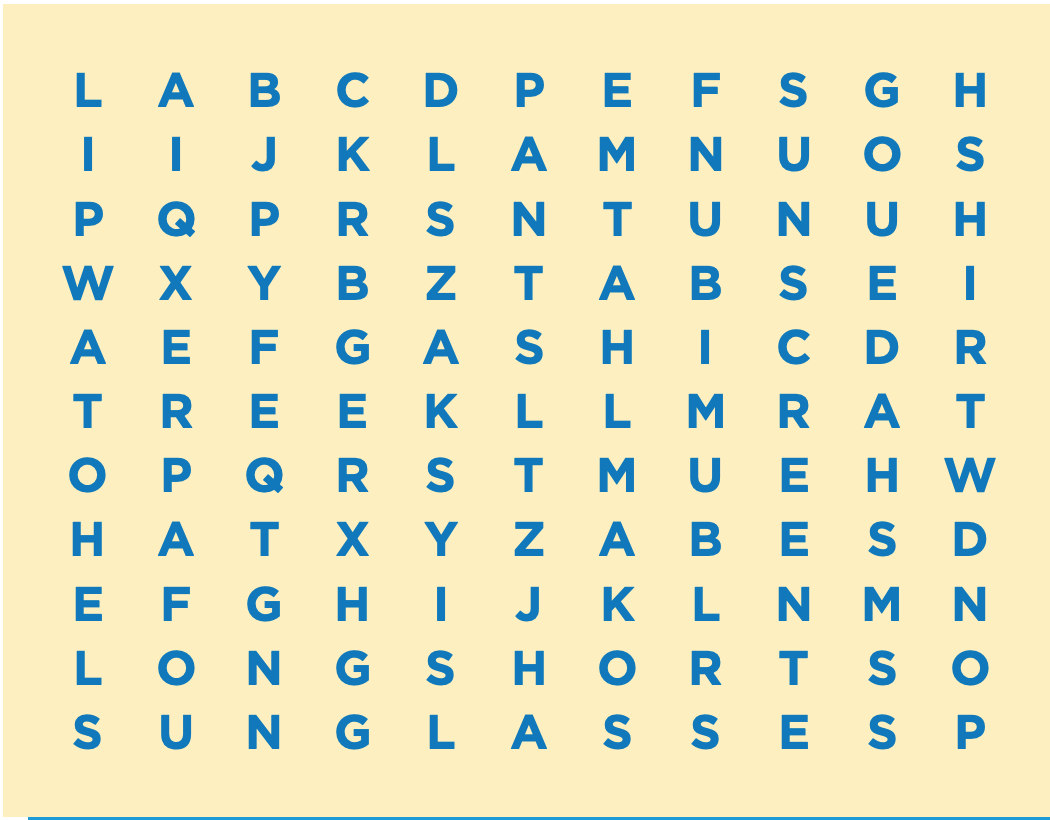 L A B C D P E F S G H
I I J K L A M N U O S
P Q P R S N T U N U H
W X Y B Z T A B S E I
A E F G A S H I C D R
T R E E K L L M R A T
O P Q R S T M U E H W
H A T X Y Z A B E S D
E F G H I J K L N M N
L O N G S H O R T S O
S U N G L A S S E S P